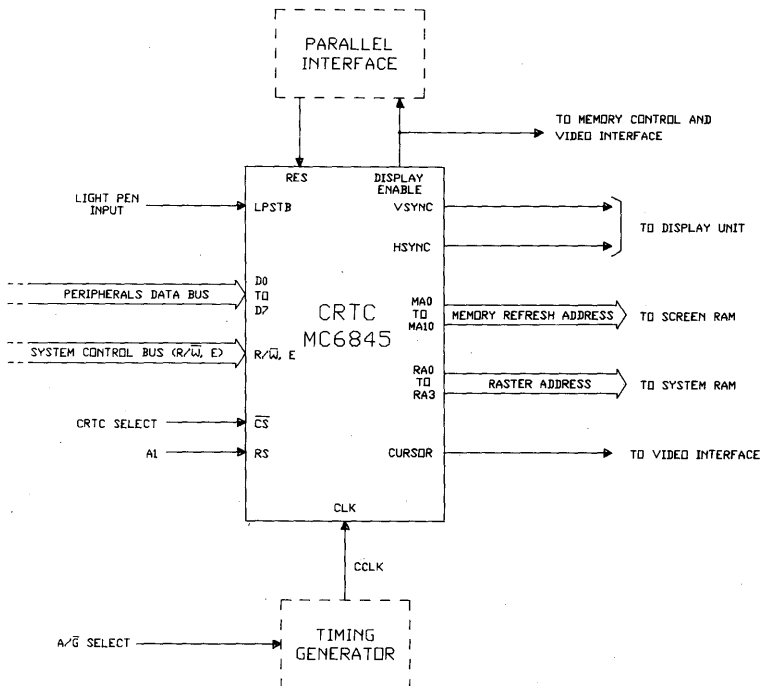 PARALLEL
INTERFACE
TO MEMORY CONTROL AND
VIDEO INTERFACE
RES
DISPLAY
ENABLE
LIGHT PEN
INPUT
LPSTB
VSYNC
HSYNC
TO DISPLAY UNIT
PERIPHERALS DATA BUS
D0
TO
D7
CRTC
MC6845
MA0
TO
MA10
MEMORY REFRESH ADDRESS
TO SCREEN RAM
SYSTEM CONTROL BUS (R/W̅, E)
R/W̅, E
RA0
TO
RA3
RASTER ADDRESS
TO SYSTEM RAM
CRTC SELECT
C̅S̅
A1
RS
CURSOR
TO VIDEO INTERFACE
CLK
CCLK
A/G̅ SELECT
TIMING
GENERATOR